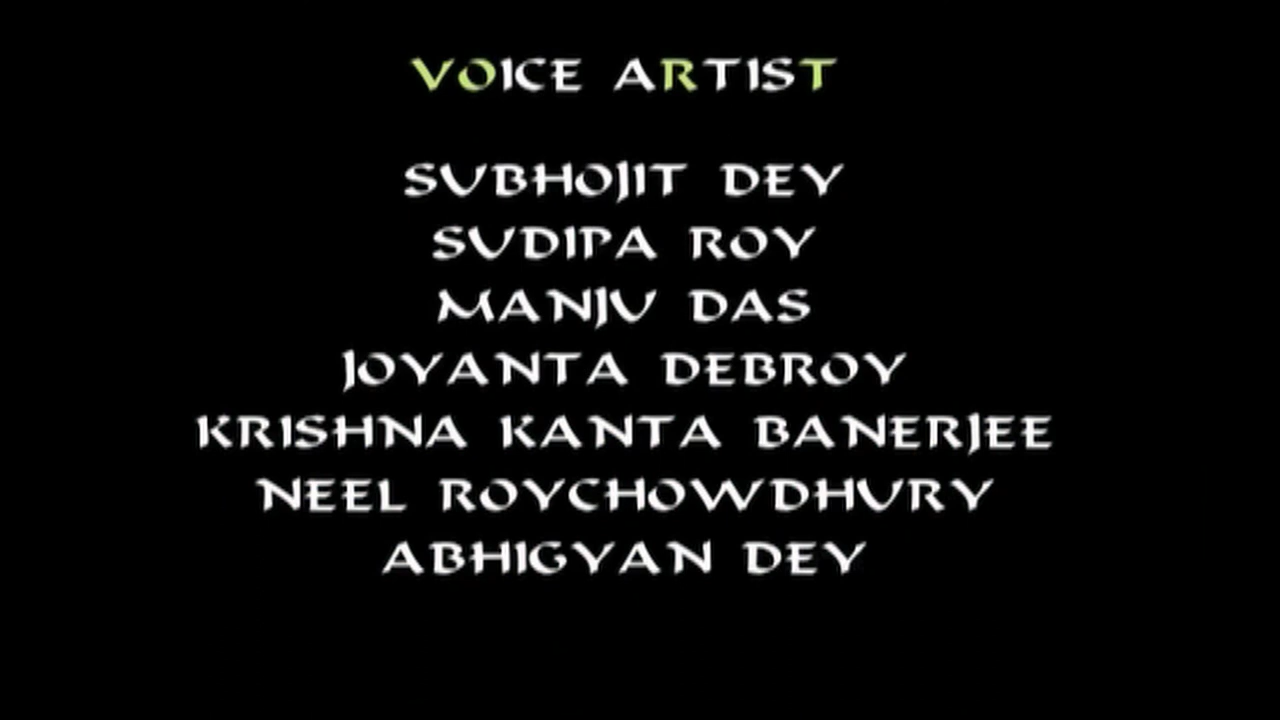 VOICE ARTIST
SUBHOJIT DEY
SUDIPA ROY
MANJU DAS
JOYANTA DEBROY
KRISHNA KANTA BANERJEE
NEEL ROYCHOWDHURY
ABHIGYAN DEY